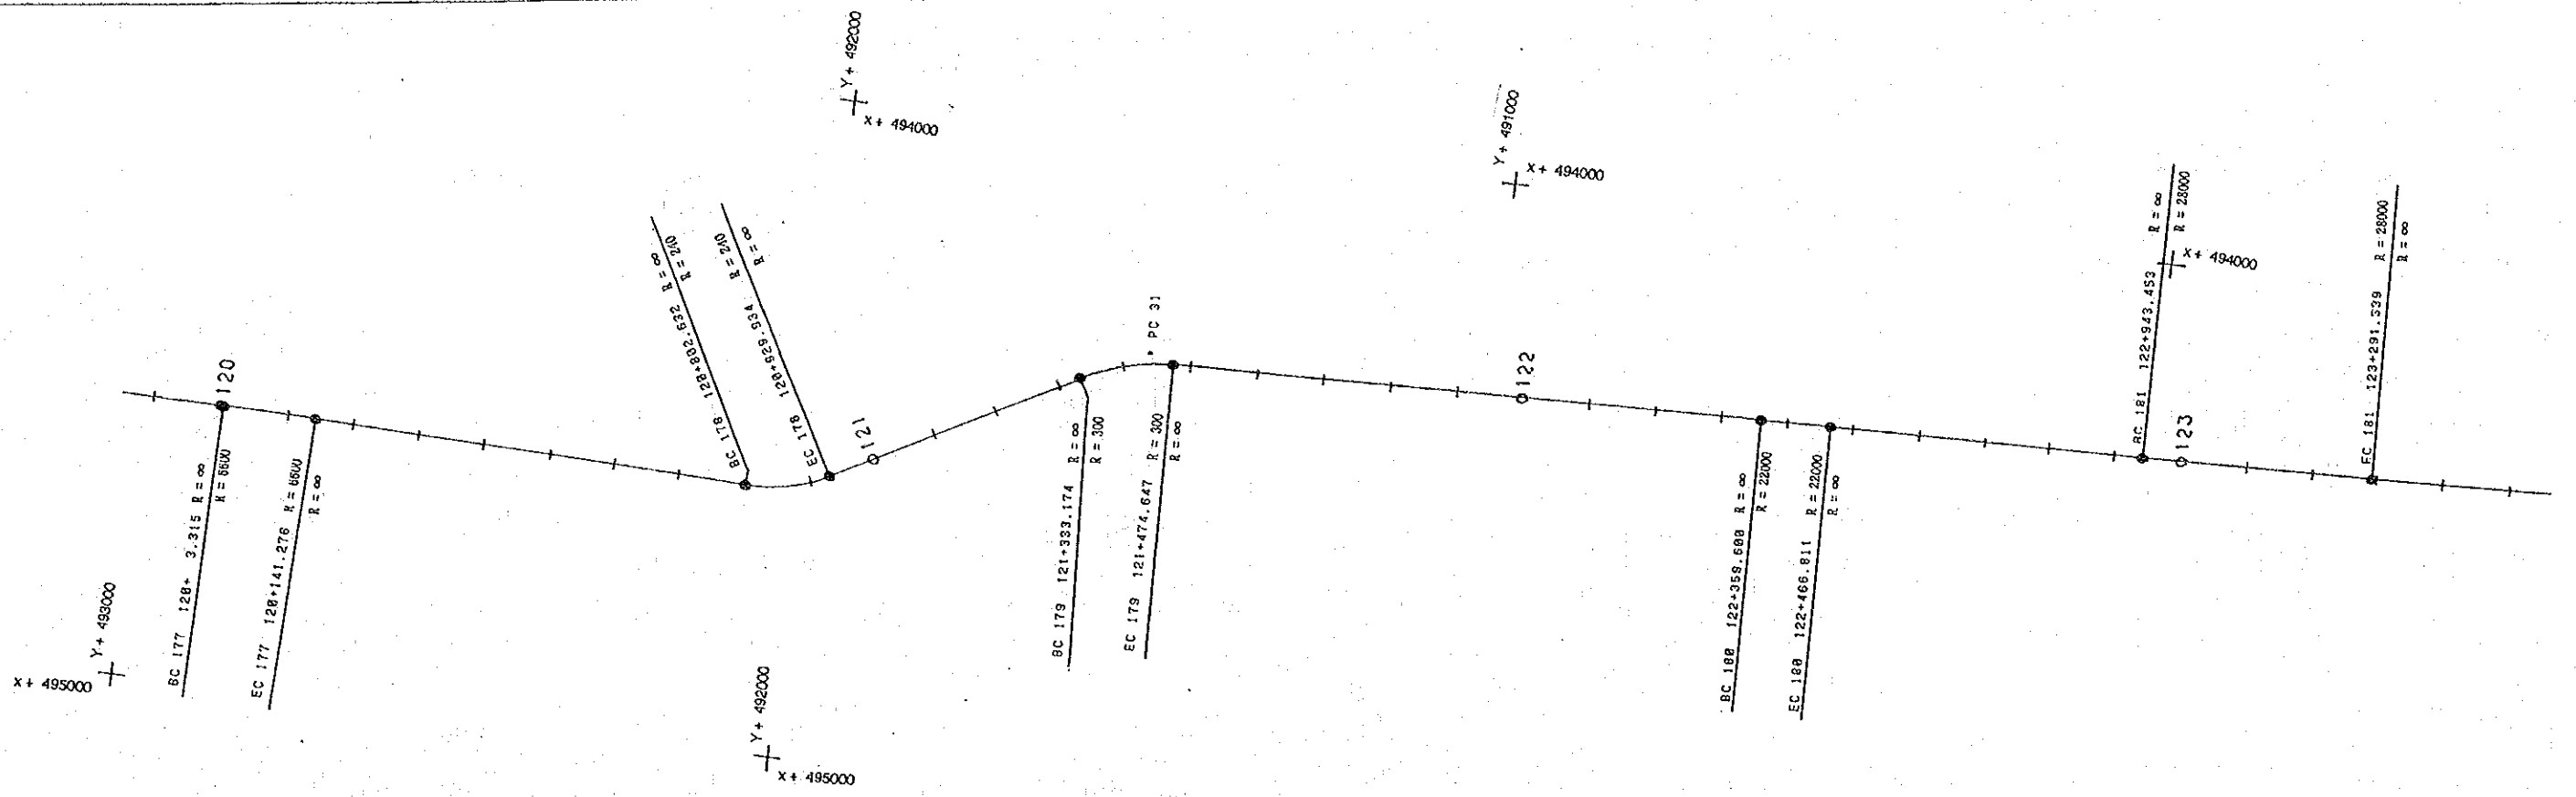 Y+ 492000
X+ 494000
Y+ 491000
X+ 494000
X+ 494000
Y+ 493000
X+ 495000
Y+ 492000
X+ 495000
120
121
122
123
PC 31
BC 177 120+ 3.315 R = ∞
R = 6600
EC 177 120+141.276 R = 6600
R = ∞
BC 178 120+802.632 R = ∞
R = 240
EC 178 120+929.934 R = 240
R = ∞
BC 179 121+333.174 R = ∞
R = 300
EC 179 121+474.647 R = 300
R = ∞
BC 180 122+359.600 R = ∞
R = 22000
EC 180 122+466.811 R = 22000
R = ∞
BC 181 122+943.453 R = ∞
R = 28000
EC 181 123+291.339 R = 28000
R = ∞